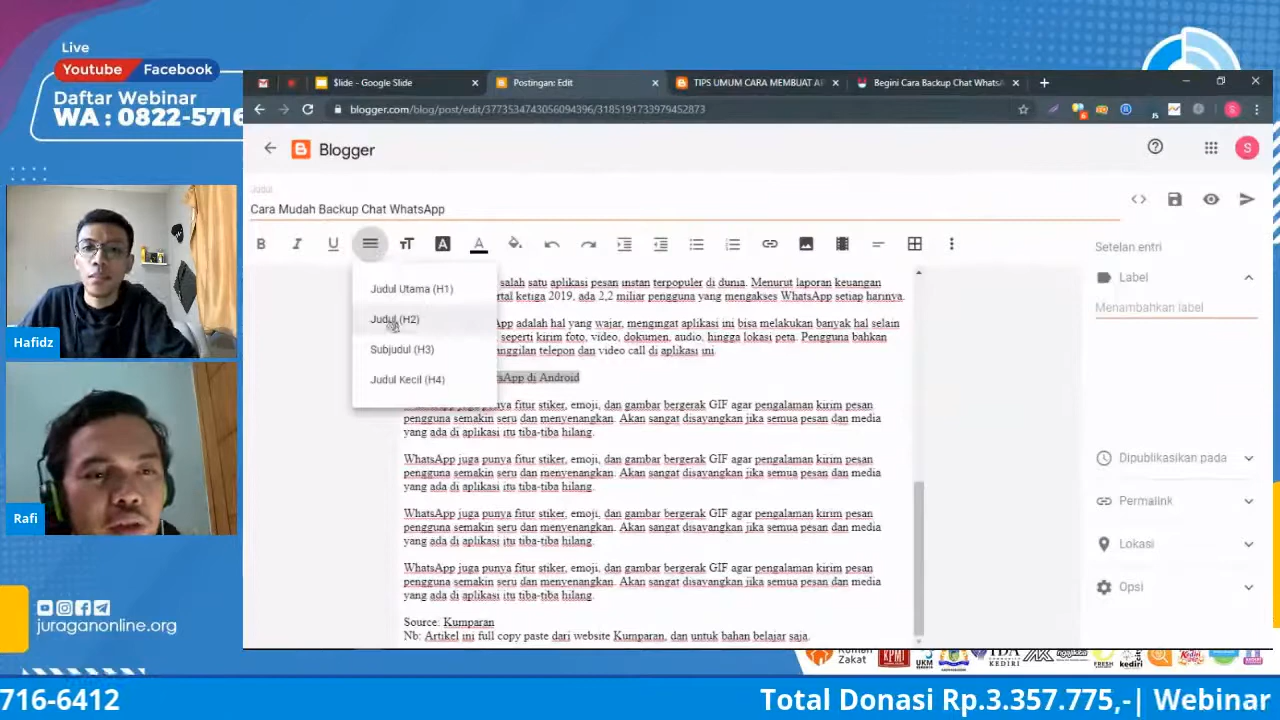 Live
Youtube Facebook
Daftar Webinar
WA : 0822-5716
Hafidz
Rafi
juraganonline.org
$lide - Google Slide
Postingan: Edit
TIPS UMUM CARA MEMBUAT AR
Begini Cara Backup Chat WhatsA
blogger.com/blog/post/edit/3773534743056094396/3185191733979452873
Blogger
S
Judul
Cara Mudah Backup Chat WhatsApp
Judul Utama (H1)
Judul (H2)
Subjudul (H3)
Judul Kecil (H4)
salah satu aplikasi pesan instan terpopuler di dunia. Menurut laporan keuangan
rtal ketiga 2019, ada 2,2 miliar pengguna yang mengakses WhatsApp setiap harinya.
pp adalah hal yang wajar, mengingat aplikasi ini bisa melakukan banyak hal selain
seperti kirim foto, video, dokumen, audio, hingga lokasi peta. Pengguna bahkan
nggilan telepon dan video call di aplikasi ini.
tsApp di Android
WhatsApp juga punya fitur stiker, emoji, dan gambar bergerak GIF agar pengalaman kirim pesan
pengguna semakin seru dan menyenangkan. Akan sangat disayangkan jika semua pesan dan media
yang ada di aplikasi itu tiba-tiba hilang.
WhatsApp juga punya fitur stiker, emoji, dan gambar bergerak GIF agar pengalaman kirim pesan
pengguna semakin seru dan menyenangkan. Akan sangat disayangkan jika semua pesan dan media
yang ada di aplikasi itu tiba-tiba hilang.
WhatsApp juga punya fitur stiker, emoji, dan gambar bergerak GIF agar pengalaman kirim pesan
pengguna semakin seru dan menyenangkan. Akan sangat disayangkan jika semua pesan dan media
yang ada di aplikasi itu tiba-tiba hilang.
WhatsApp juga punya fitur stiker, emoji, dan gambar bergerak GIF agar pengalaman kirim pesan
pengguna semakin seru dan menyenangkan. Akan sangat disayangkan jika semua pesan dan media
yang ada di aplikasi itu tiba-tiba hilang.
Source: Kumparan
Nb: Artikel ini full copy paste dari website Kumparan, dan untuk bahan belajar saja.
Setelan entri
Label
Menambahkan label
Dipublikasikan pada
Permalink
Lokasi
Opsi
Zakat
KPMI
UKM
IDA
KEDIRI
FRESH
kediri
716-6412
Total Donasi Rp.3.357.775,-| Webinar